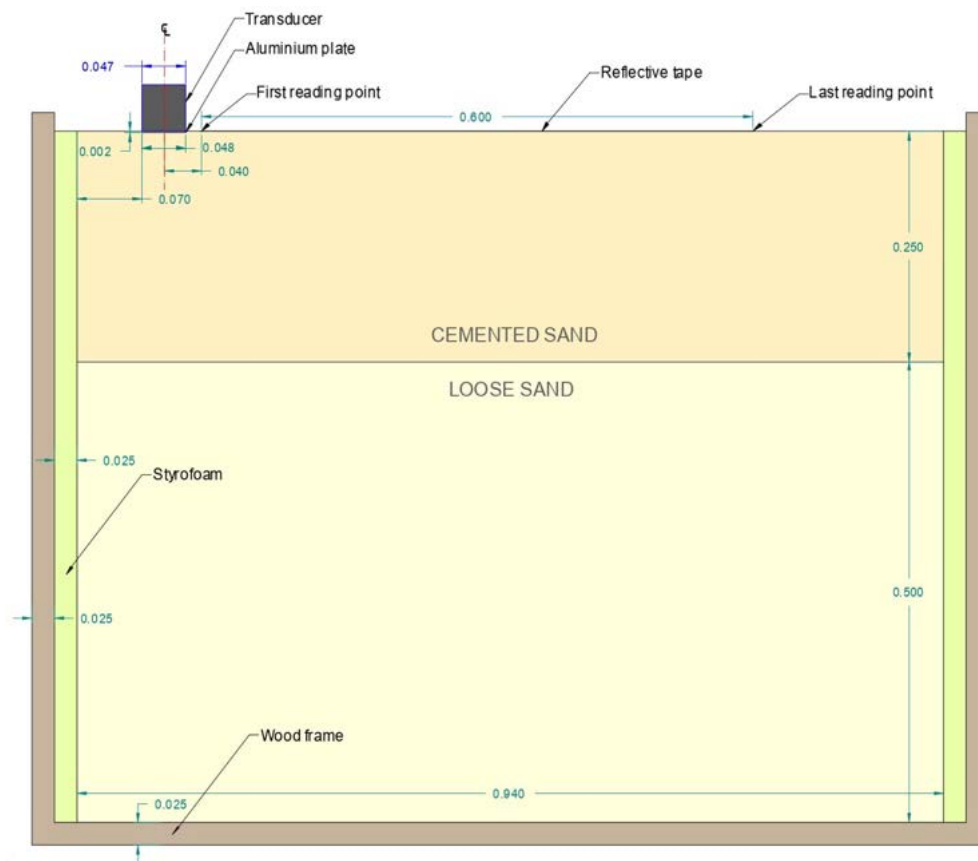 ℄
Transducer
Aluminium plate
0.047
First reading point
Reflective tape
Last reading point
0.600
0.002
0.048
0.040
0.070
0.250
CEMENTED SAND
LOOSE SAND
0.025
Styrofoam
0.500
0.025
Wood frame
0.940
0.025